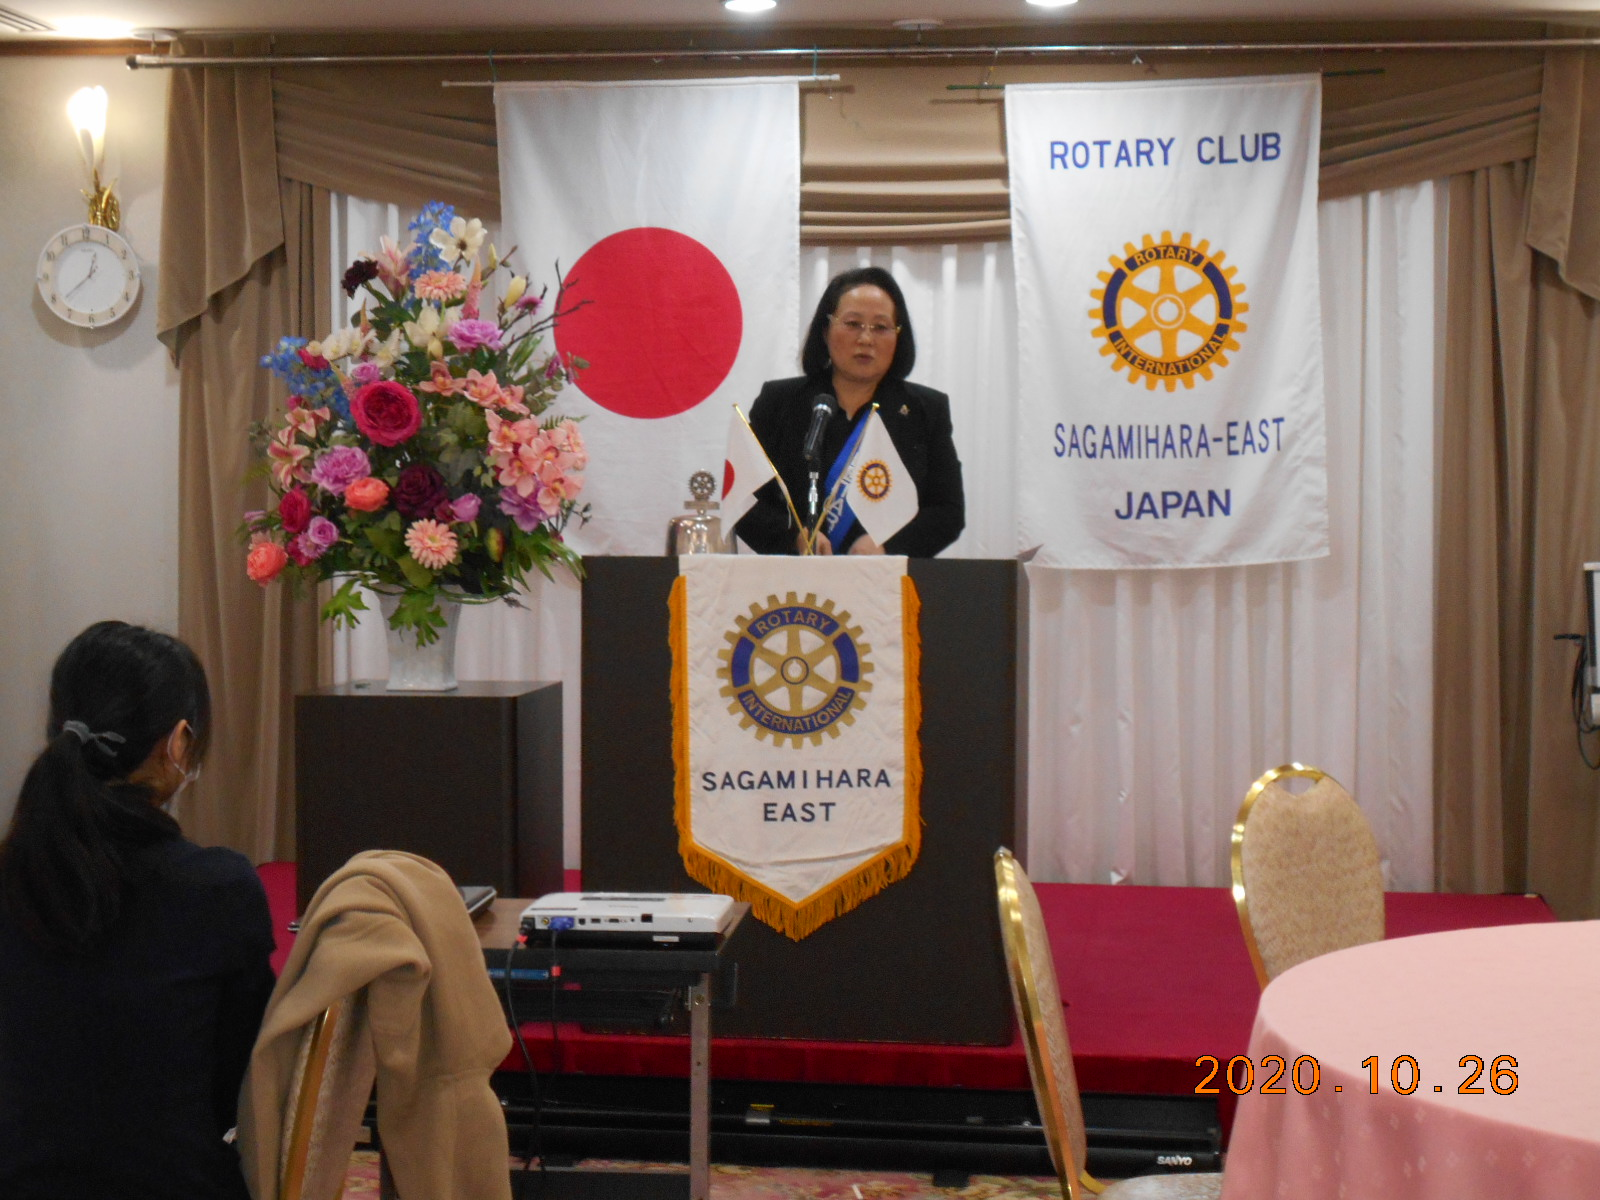 ROTARY CLUB
ROTARY
INTERNATIONAL
SAGAMIHARA-EAST
JAPAN
ROTARY
INTERNATIONAL
SAGAMIHARA
EAST
2020.10.26
SANYO